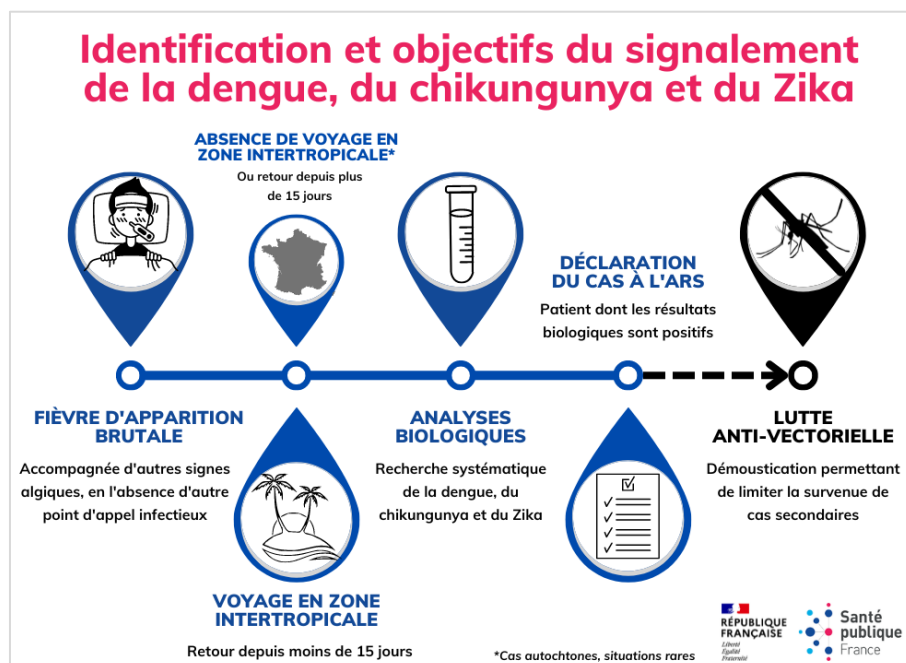 Identification et objectifs du signalement
de la dengue, du chikungunya et du Zika
ABSENCE DE VOYAGE EN
ZONE INTERTROPICALE*
Ou retour depuis plus
de 15 jours
DÉCLARATION
DU CAS À L'ARS
Patient dont les résultats
biologiques sont positifs
FIÈVRE D'APPARITION
BRUTALE
Accompagnée d'autres signes
algiques, en l'absence d'autre
point d'appel infectieux
ANALYSES
BIOLOGIQUES
Recherche systématique
de la dengue, du
chikungunya et du Zika
LUTTE
ANTI-VECTORIELLE
Démoustication permettant
de limiter la survenue de
cas secondaires
VOYAGE EN ZONE
INTERTROPICALE
Retour depuis moins de 15 jours
*Cas autochtones, situations rares
RÉPUBLIQUE
FRANÇAISE
Liberté
Égalité
Fraternité
Santé
publique
France